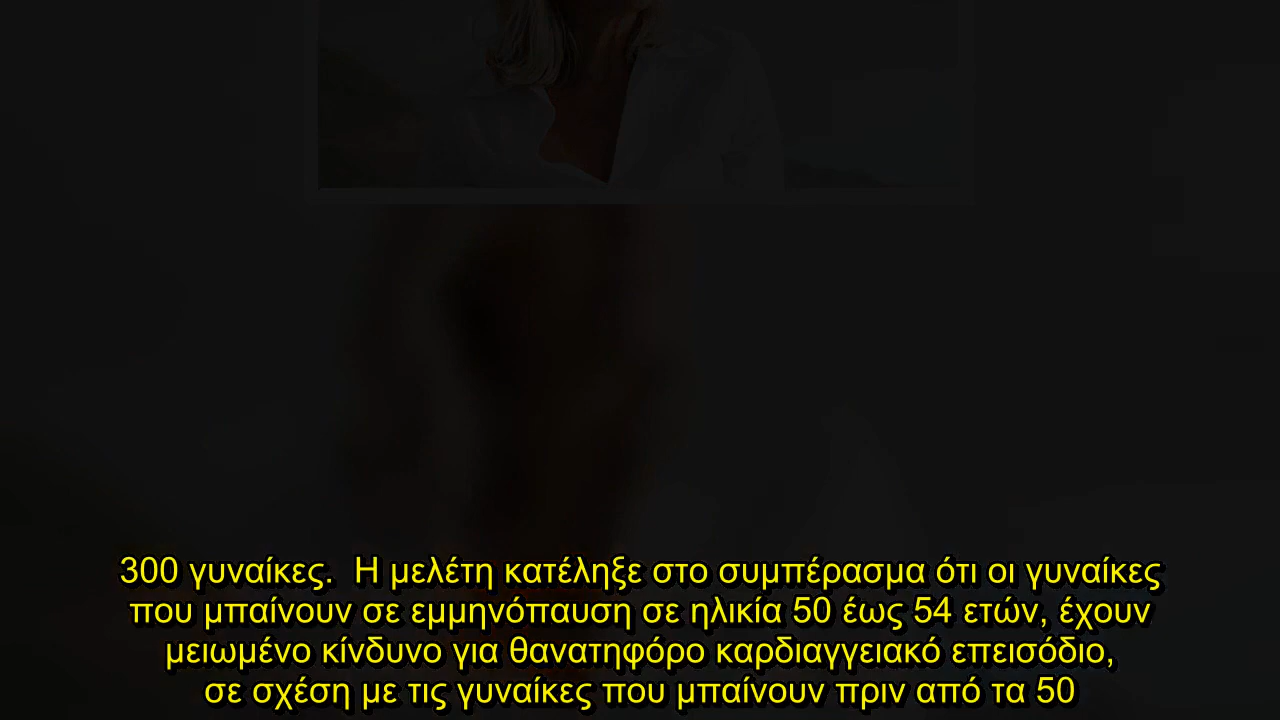 300 γυναίκες.  Η μελέτη κατέληξε στο συμπέρασμα ότι οι γυναίκες
που μπαίνουν σε εμμηνόπαυση σε ηλικία 50 έως 54 ετών, έχουν
μειωμένο κίνδυνο για θανατηφόρο καρδιαγγειακό επεισόδιο,
σε σχέση με τις γυναίκες που μπαίνουν πριν από τα 50